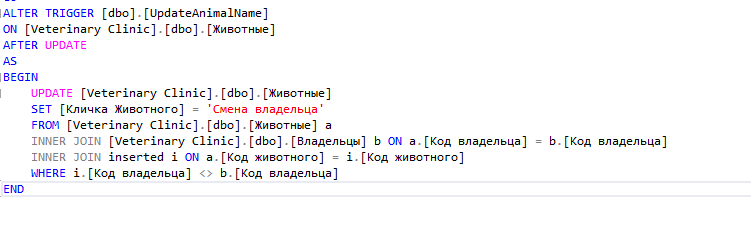 ALTER TRIGGER [dbo].[UpdateAnimalName]
ON [Veterinary Clinic].[dbo].[Животные]
AFTER UPDATE
AS
BEGIN
UPDATE [Veterinary Clinic].[dbo].[Животные]
SET [Кличка Животного] = 'Смена владельца'
FROM [Veterinary Clinic].[dbo].[Животные] a
INNER JOIN [Veterinary Clinic].[dbo].[Владельцы] b ON a.[Код владельца] = b.[Код владельца]
INNER JOIN inserted i ON a.[Код животного] = i.[Код животного]
WHERE i.[Код владельца] <> b.[Код владельца]
END